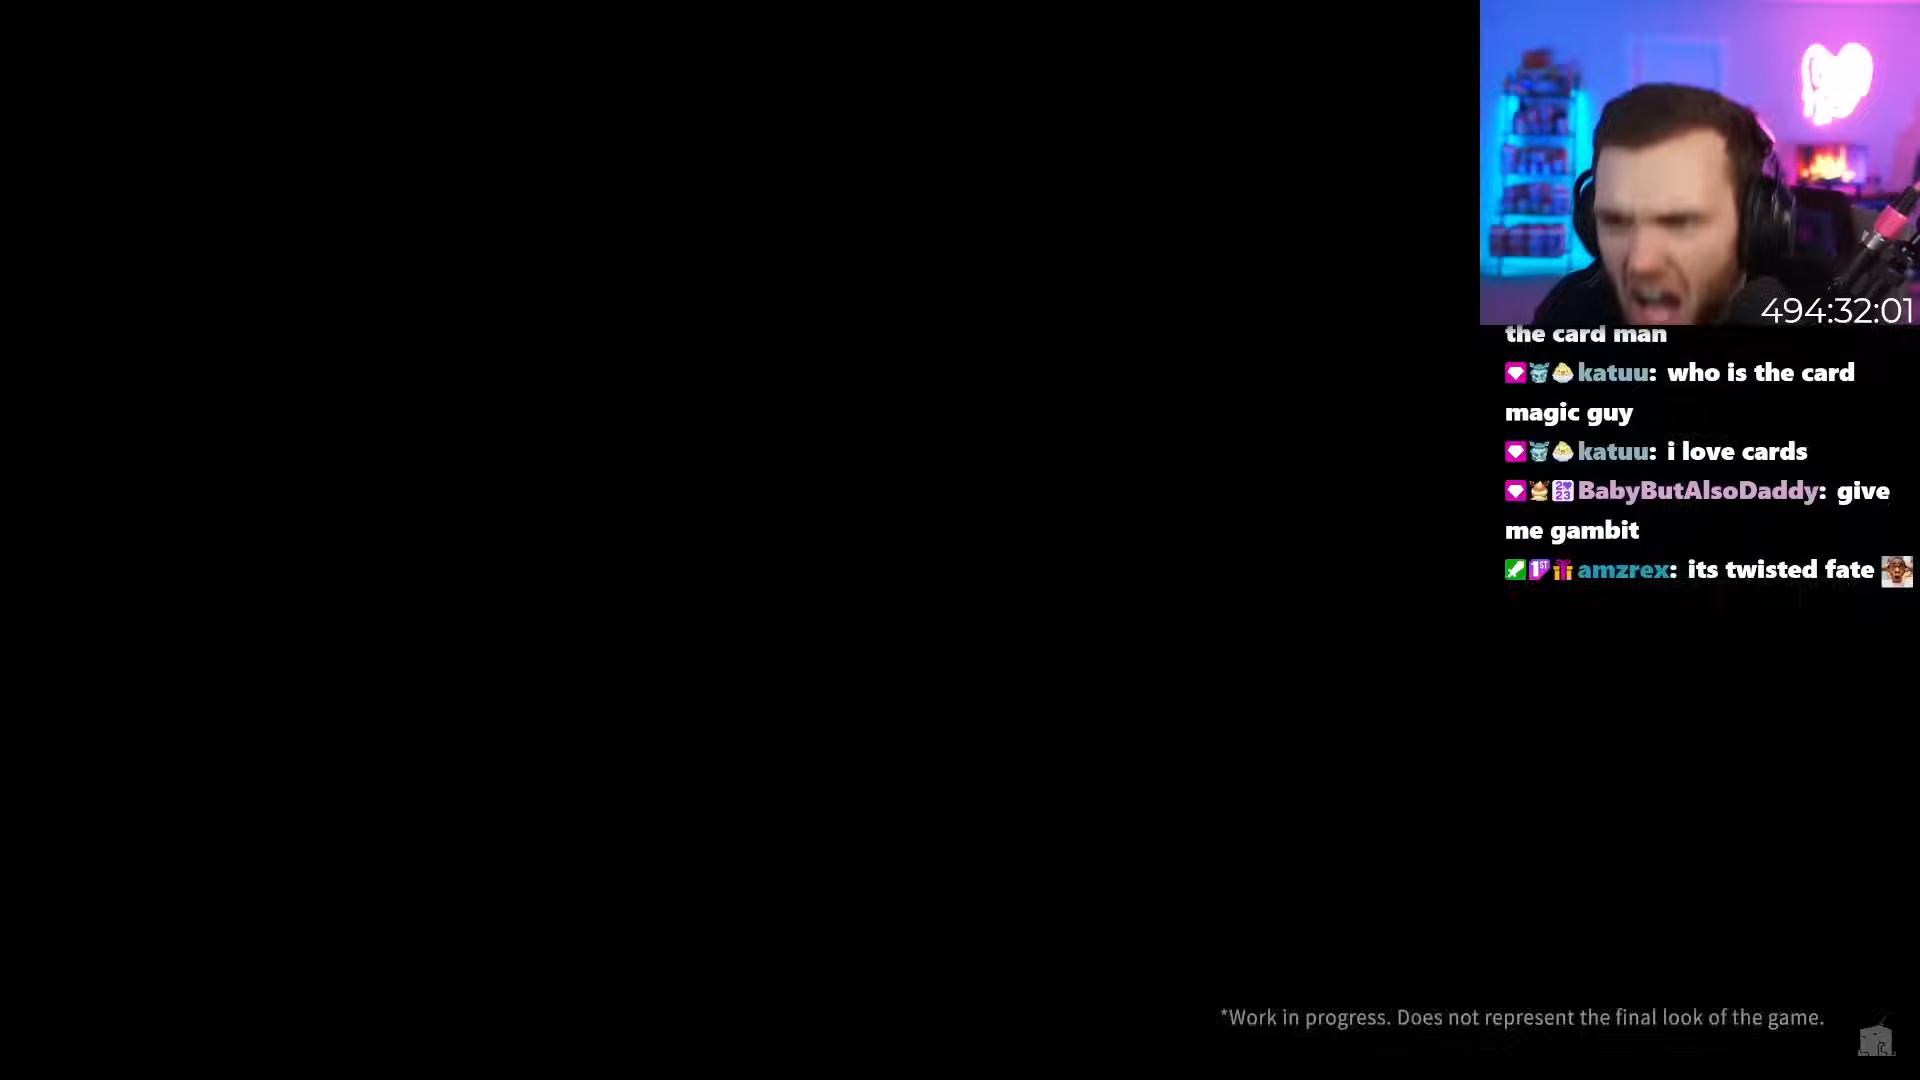 494:32:01
the card man
katuu: who is the card
magic guy
katuu: i love cards
BabyButAlsoDaddy: give
me gambit
amzrex: its twisted fate
*Work in progress. Does not represent the final look of the game.